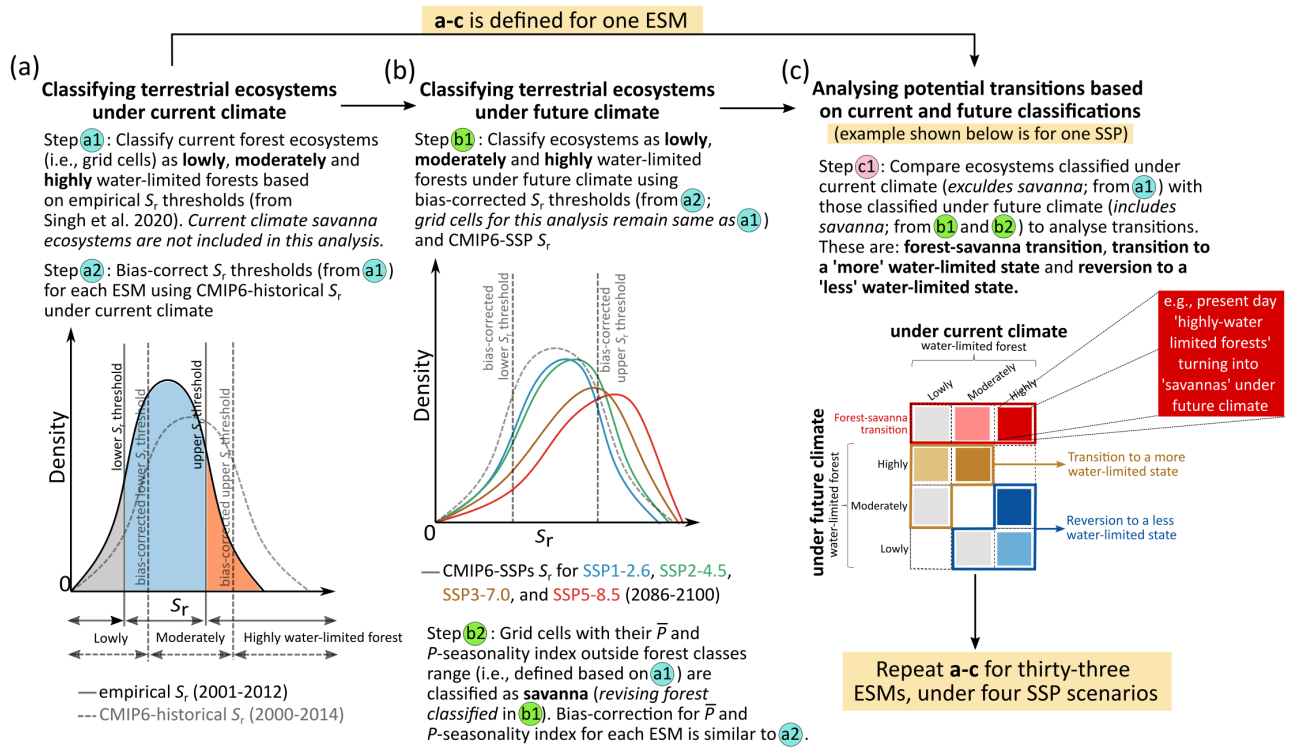 a-c is defined for one ESM
(a)
Classifying terrestrial ecosystems
under current climate
Step a1 : Classify current forest ecosystems
(i.e., grid cells) as lowly, moderately and
highly water-limited forests based
on empirical Sr thresholds (from
Singh et al. 2020). Current climate savanna
ecosystems are not included in this analysis.
Step a2 : Bias-correct Sr thresholds (from a1 )
for each ESM using CMIP6-historical Sr
under current climate
Density
lower Sr threshold
bias-corrected lower Sr threshold
upper Sr threshold
bias-corrected upper Sr threshold
0
Sr
Lowly
Moderately
Highly water-limited forest
empirical Sr (2001-2012)
CMIP6-historical Sr (2000-2014)
(b)
Classifying terrestrial ecosystems
under future climate
Step b1 : Classify ecosystems as lowly,
moderately and highly water-limited
forests under future climate using
bias-corrected Sr thresholds (from a2 ;
grid cells for this analysis remain same as a1 )
and CMIP6-SSP Sr
Density
bias-corrected
lower Sr threshold
bias-corrected
upper Sr threshold
0
Sr
CMIP6-SSPs Sr for SSP1-2.6, SSP2-4.5,
SSP3-7.0, and SSP5-8.5 (2086-2100)
Step b2 : Grid cells with their P̅ and
P-seasonality index outside forest classes
range (i.e., defined based on a1 ) are
classified as savanna (revising forest
classified in b1 ). Bias-correction for P̅ and
P-seasonality index for each ESM is similar to a2 .
(c)
Analysing potential transitions based
on current and future classifications
(example shown below is for one SSP)
Step c1 : Compare ecosystems classified under
current climate (exculdes savanna; from a1 ) with
those classified under future climate (includes
savanna; from b1 and b2 ) to analyse transitions.
These are: forest-savanna transition, transition to
a 'more' water-limited state and reversion to a
'less' water-limited state.
e.g., present day
'highly-water
limited forests'
turning into
'savannas' under
future climate
under current climate
water-limited forest
Lowly
Moderately
Highly
under future climate
water-limited forest
Forest-savanna
transition
Highly
Moderately
Lowly
Transition to a more
water-limited state
Reversion to a less
water-limited state
Repeat a-c for thirty-three
ESMs, under four SSP scenarios